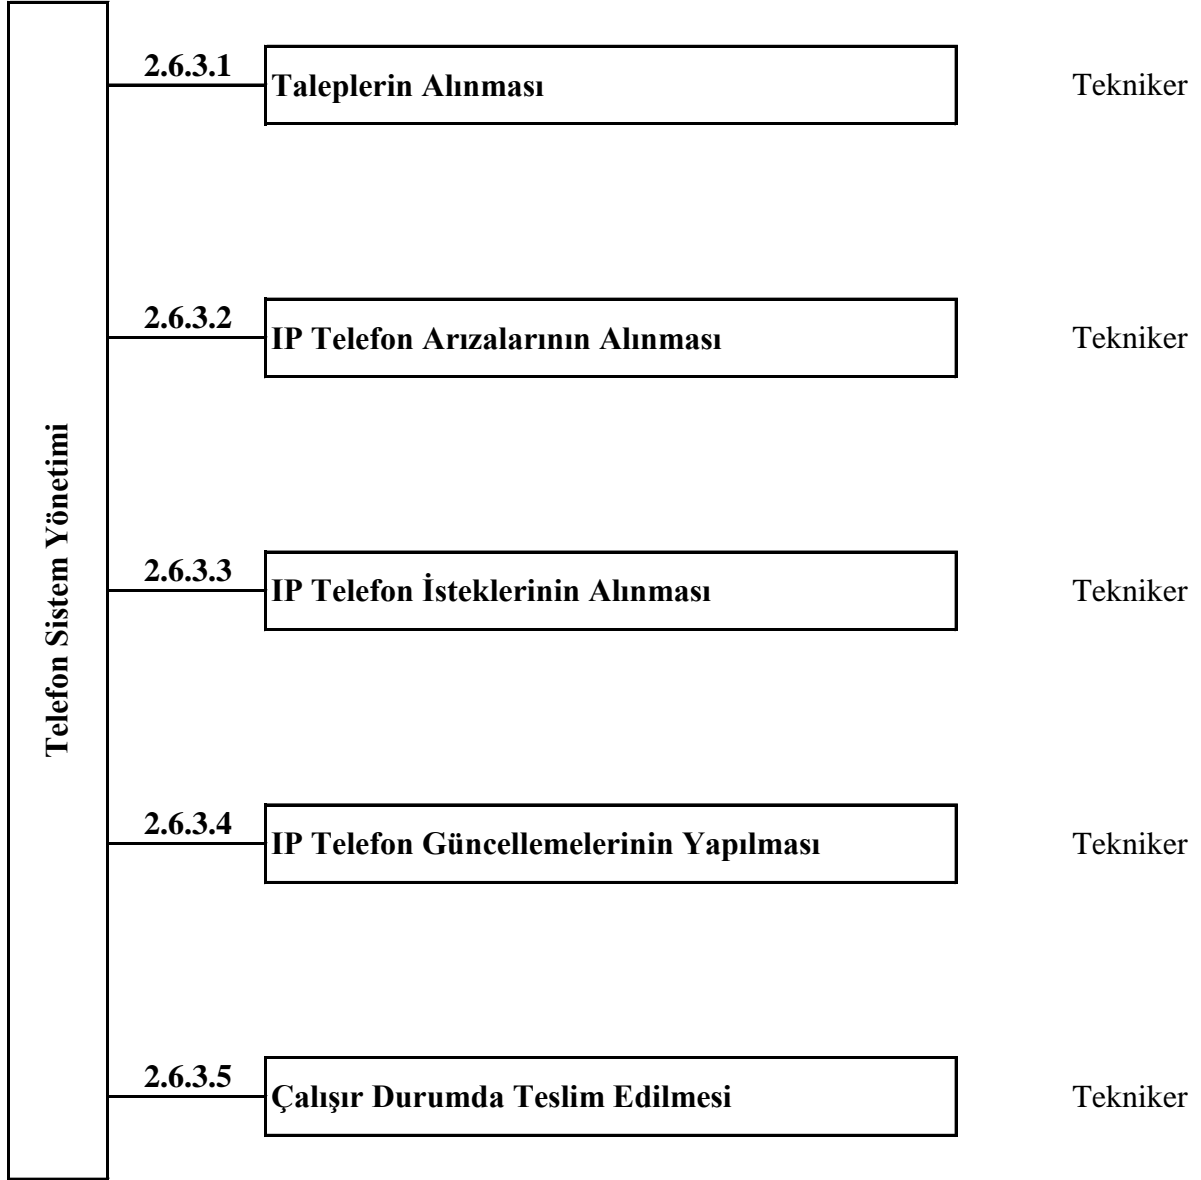 Telefon Sistem Yönetimi
2.6.3.1
Taleplerin Alınması
Tekniker
2.6.3.2
IP Telefon Arızalarının Alınması
Tekniker
2.6.3.3
IP Telefon İsteklerinin Alınması
Tekniker
2.6.3.4
IP Telefon Güncellemelerinin Yapılması
Tekniker
2.6.3.5
Çalışır Durumda Teslim Edilmesi
Tekniker